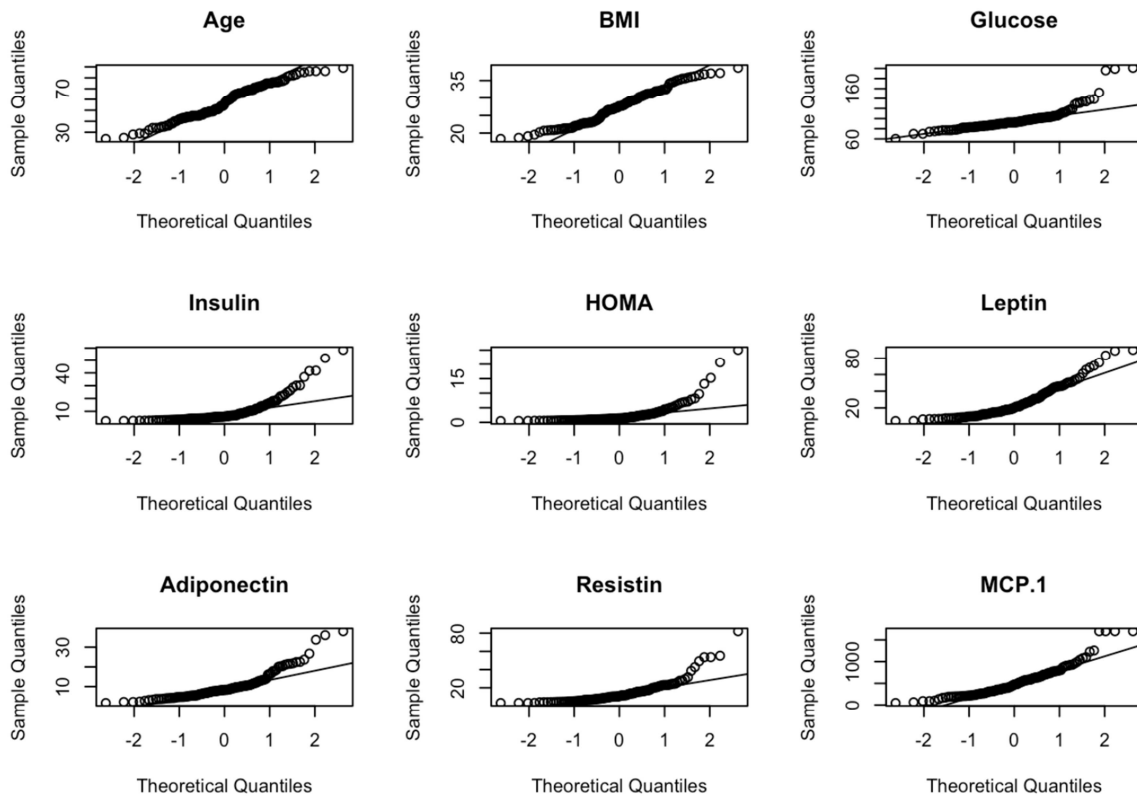 Age
Sample Quantiles
30 70
-2 -1 0 1 2
Theoretical Quantiles
BMI
Sample Quantiles
20 35
-2 -1 0 1 2
Theoretical Quantiles
Glucose
Sample Quantiles
60 160
-2 -1 0 1 2
Theoretical Quantiles
Insulin
Sample Quantiles
10 40
-2 -1 0 1 2
Theoretical Quantiles
HOMA
Sample Quantiles
0 15
-2 -1 0 1 2
Theoretical Quantiles
Leptin
Sample Quantiles
20 80
-2 -1 0 1 2
Theoretical Quantiles
Adiponectin
Sample Quantiles
10 30
-2 -1 0 1 2
Theoretical Quantiles
Resistin
Sample Quantiles
20 80
-2 -1 0 1 2
Theoretical Quantiles
MCP.1
Sample Quantiles
0 1000
-2 -1 0 1 2
Theoretical Quantiles